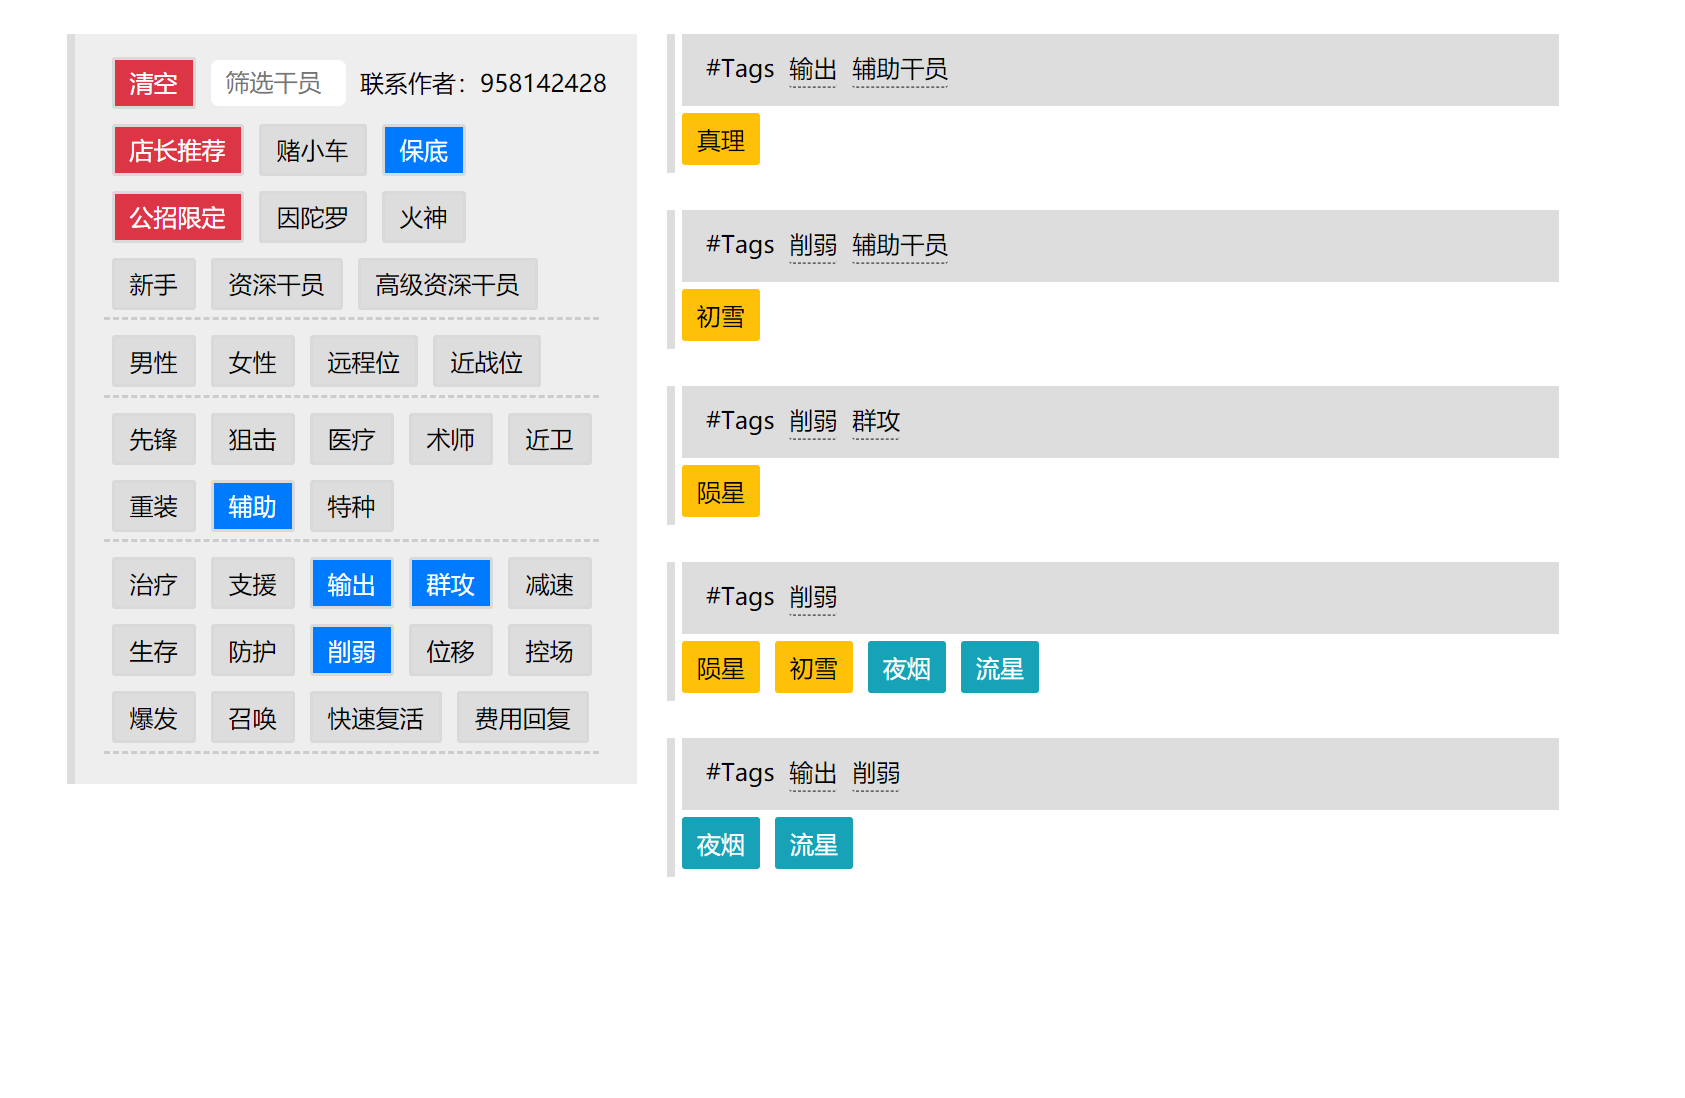 清空 筛选干员 联系作者：958142428
店长推荐 赌小车 保底
公招限定 因陀罗 火神
新手 资深干员 高级资深干员
男性 女性 远程位 近战位
先锋 狙击 医疗 术师 近卫
重装 辅助 特种
治疗 支援 输出 群攻 减速
生存 防护 削弱 位移 控场
爆发 召唤 快速复活 费用回复
#Tags 输出 辅助干员
真理
#Tags 削弱 辅助干员
初雪
#Tags 削弱 群攻
陨星
#Tags 削弱
陨星 初雪 夜烟 流星
#Tags 输出 削弱
夜烟 流星